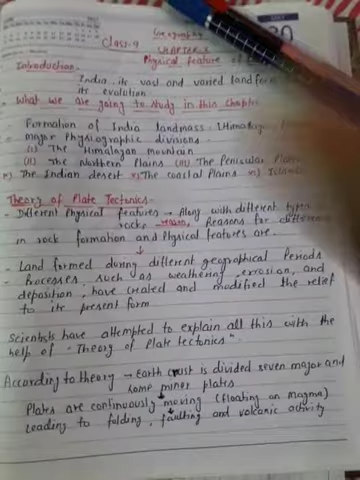 Geography
Class-9
CHAPTER-2
Physical feature of
Introduction
India its vast and varied landform
its evolution
- What we are going to study in this Chapter
- Formation of India landmass (Himalaya
- major Physiographic divisions -
(i) The Himalayan mountain
(ii) The Northern Plains (iii) The Penisular
The Indian desert v) The Coastal Plains vi)
Theory of Plate Tectonics -
- Different Physical features → Along with different types
rocks Reasons for difference
in rock formation and Physical features are.
↓
- Land formed during different geographical Periods
- Processes, such as weathering, errosion, and
deposition, have created and modified the relief
to its present form
Scientists have attempted to explain all this with the
help of "Theory of Plate tectonics".
According to theory → Earth crust is divided seven major and
some miner plates
Plates are continuously moving (floating on magma)
leading to folding, faulting and volcanic activity